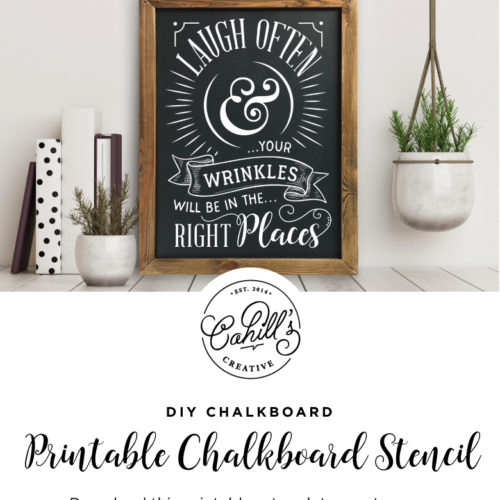 LAUGH OFTEN
&
...YOUR
WRINKLES
WILL BE IN THE...
RIGHT Places
EST. 2014
Cahill's
CREATIVE
DIY CHALKBOARD
Printable Chalkboard Stencil